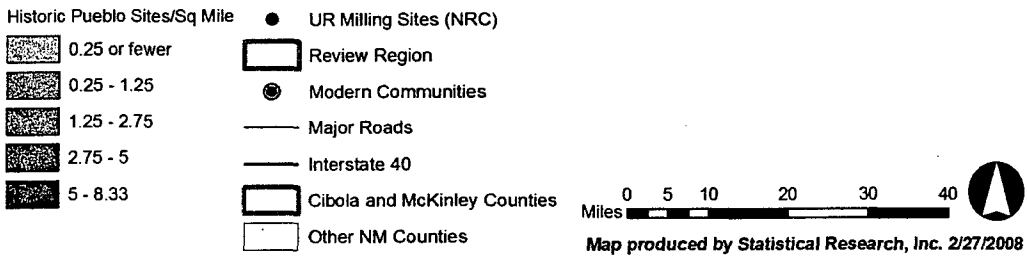 Historic Pueblo Sites/Sq Mile
0.25 or fewer
0.25 - 1.25
1.25 - 2.75
2.75 - 5
5 - 8.33
UR Milling Sites (NRC)
Review Region
Modern Communities
Major Roads
Interstate 40
Cibola and McKinley Counties
Other NM Counties
0 5 10 20 30 40
Miles
Map produced by Statistical Research, Inc. 2/27/2008